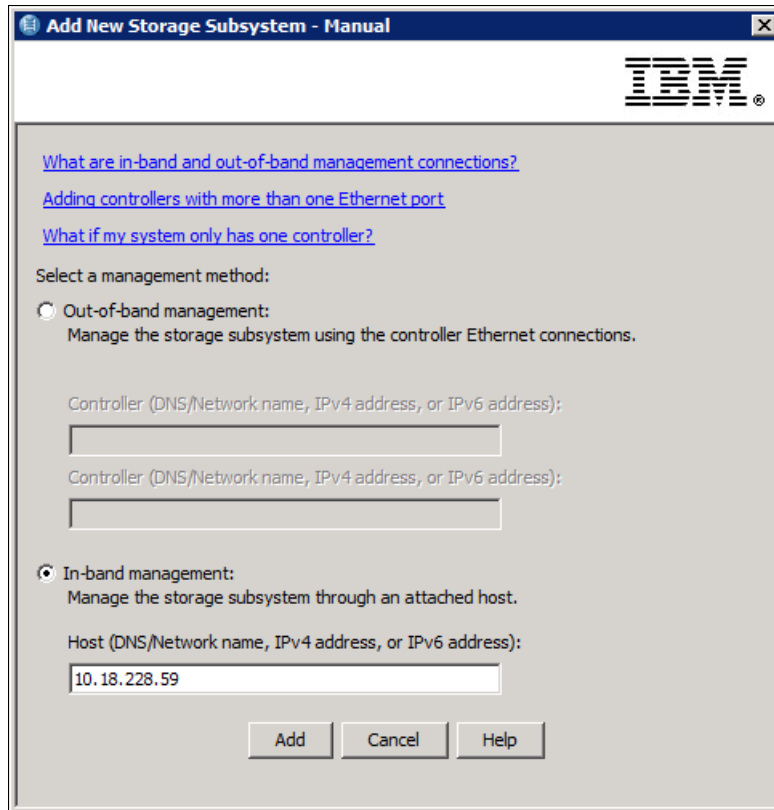 Add New Storage Subsystem - Manual
IBM®
What are in-band and out-of-band management connections?
Adding controllers with more than one Ethernet port
What if my system only has one controller?
Select a management method:
Out-of-band management:
Manage the storage subsystem using the controller Ethernet connections.
Controller (DNS/Network name, IPv4 address, or IPv6 address):
Controller (DNS/Network name, IPv4 address, or IPv6 address):
In-band management:
Manage the storage subsystem through an attached host.
Host (DNS/Network name, IPv4 address, or IPv6 address):
10.18.228.59
Add Cancel Help